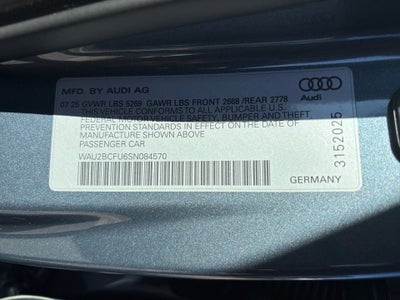 MFD. BY AUDI AG
07.25 GVWR LBS 5269 GAWR LBS FRONT 2668 /REAR 2778
THIS VEHICLE CONFORMS TO ALL APPLICABLE
FEDERAL MOTOR VEHICLE SAFETY, BUMPER, AND THEFT
PREVENTION STANDARDS IN EFFECT ON THE DATE OF
MANUFACTURE SHOWN ABOVE
PASSENGER CAR
WAU2BCFU6SN084570
Audi
3152025
GERMANY